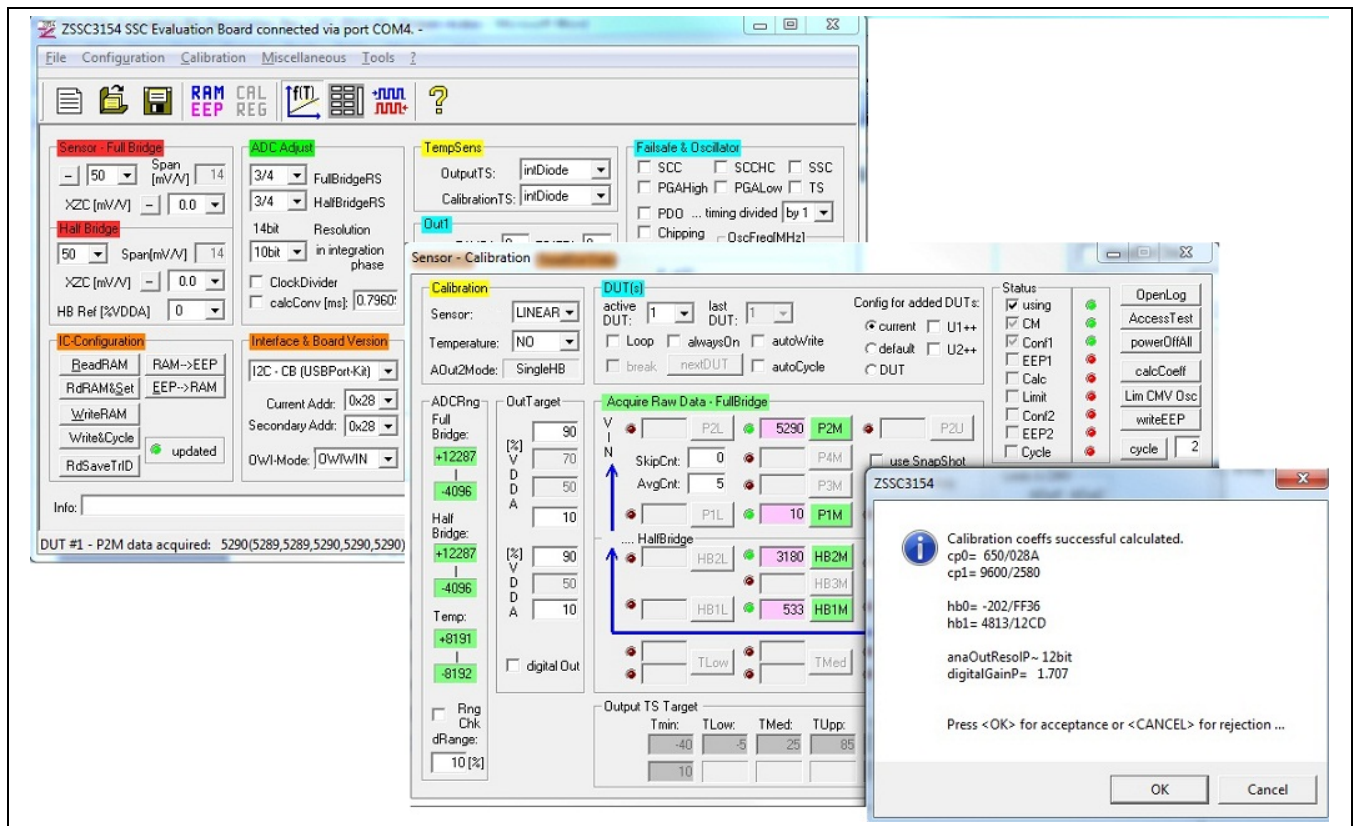 ZSSC3154 SSC Evaluation Board connected via port COM4. -
File Configuration Calibration Miscellaneous Tools ?
RAM EEP CAL REG f(T)
Sensor - Full Bridge
- 50 Span [mV/V] 14
XZC [mV/V] - 0.0
Half Bridge
50 Span[mV/V] 14
XZC [mV/V] - 0.0
HB Ref [%VDDA] 0
ADC Adjust
3/4 FullBridgeRS
3/4 HalfBridgeRS
14bit Resolution
10bit in integration phase
ClockDivider
calcConv [ms]: 0.7960
TempSens
OutputTS: intDiode
CalibrationTS: intDiode
Out1
Failsafe & Oscillator
SCC SCCHC SSC
PGAHigh PGALow TS
PDO ... timing divided by 1
Chipping OscFreq[MHz]
IC-Configuration
ReadRAM RAM-->EEP
RdRAM&Set EEP-->RAM
WriteRAM
Write&Cycle updated
RdSaveTrID
Interface & Board Version
I2C - CB (USBPort-Kit)
Current Addr: 0x28
Secondary Addr: 0x28
OWI-Mode: OWIWIN
Info:
DUT #1 - P2M data acquired: 5290(5289,5289,5290,5290,5290)
Sensor - Calibration
Calibration
Sensor: LINEAR
Temperature: NO
AOut2Mode: SingleHB
DUT(s)
active DUT: 1 last DUT: 1 Config for added DUTs:
Loop alwaysOn autoWrite current U1++
break nextDUT autoCycle default U2++
DUT
Status
using
CM
Conf1
EEP1
Calc
Limit
Conf2
EEP2
Cycle
OpenLog
AccessTest
powerOffAll
calcCoeff
Lim CMV Osc
writeEEP
cycle 2
ADCRng
Full Bridge:
+12287
|
-4096
Half Bridge:
+12287
|
-4096
Temp:
+8191
|
-8192
Rng Chk
dRange:
10 [%]
OutTarget
[%] VDDA
90
70
50
10
[%] VDDA
90
50
10
digital Out
Acquire Raw Data - FullBridge
VIN P2L 5290 P2M P2U
SkipCnt: 0 P4M use SnapShot
AvgCnt: 5 P3M
P1L 10 P1M
.... HalfBridge
HB2L 3180 HB2M
HB3M
HB1L 533 HB1M
TLow TMed
Output TS Target
Tmin: TLow: TMed: TUpp:
-40 -5 25 85
10
ZSSC3154
Calibration coeffs successful calculated.
cp0= 650/028A
cp1= 9600/2580
hb0= -202/FF36
hb1= 4813/12CD
anaOutResolP~ 12bit
digitalGainP= 1.707
Press <OK> for acceptance or <CANCEL> for rejection ...
OK Cancel